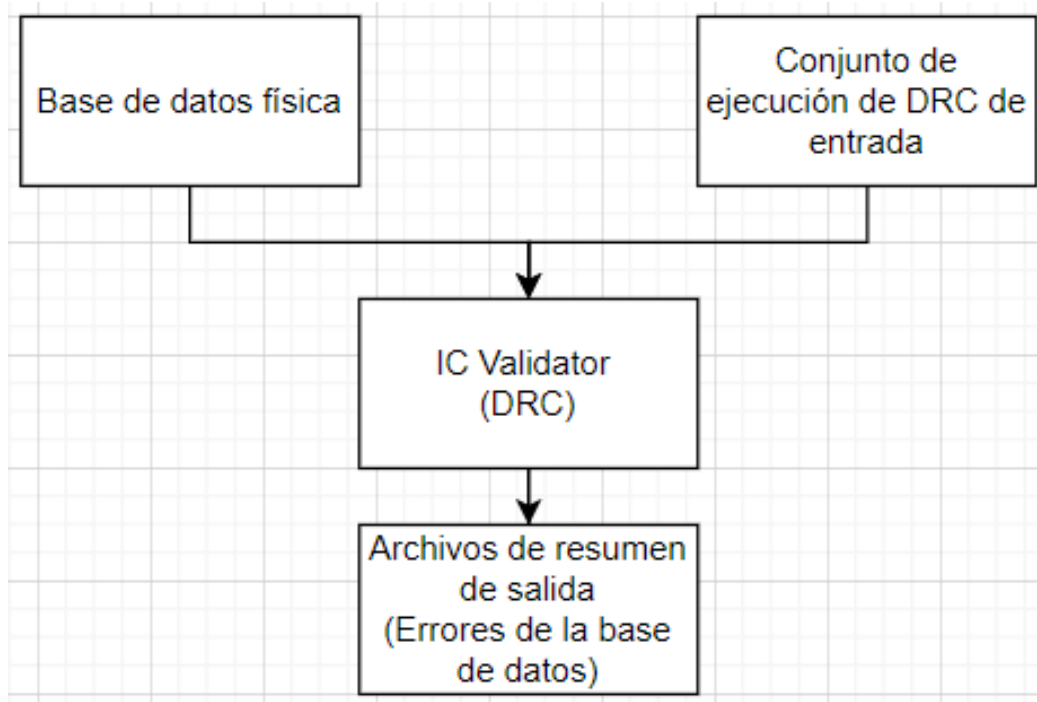 Base de datos física
Conjunto de
ejecución de DRC de
entrada
IC Validator
(DRC)
Archivos de resumen
de salida
(Errores de la base
de datos)